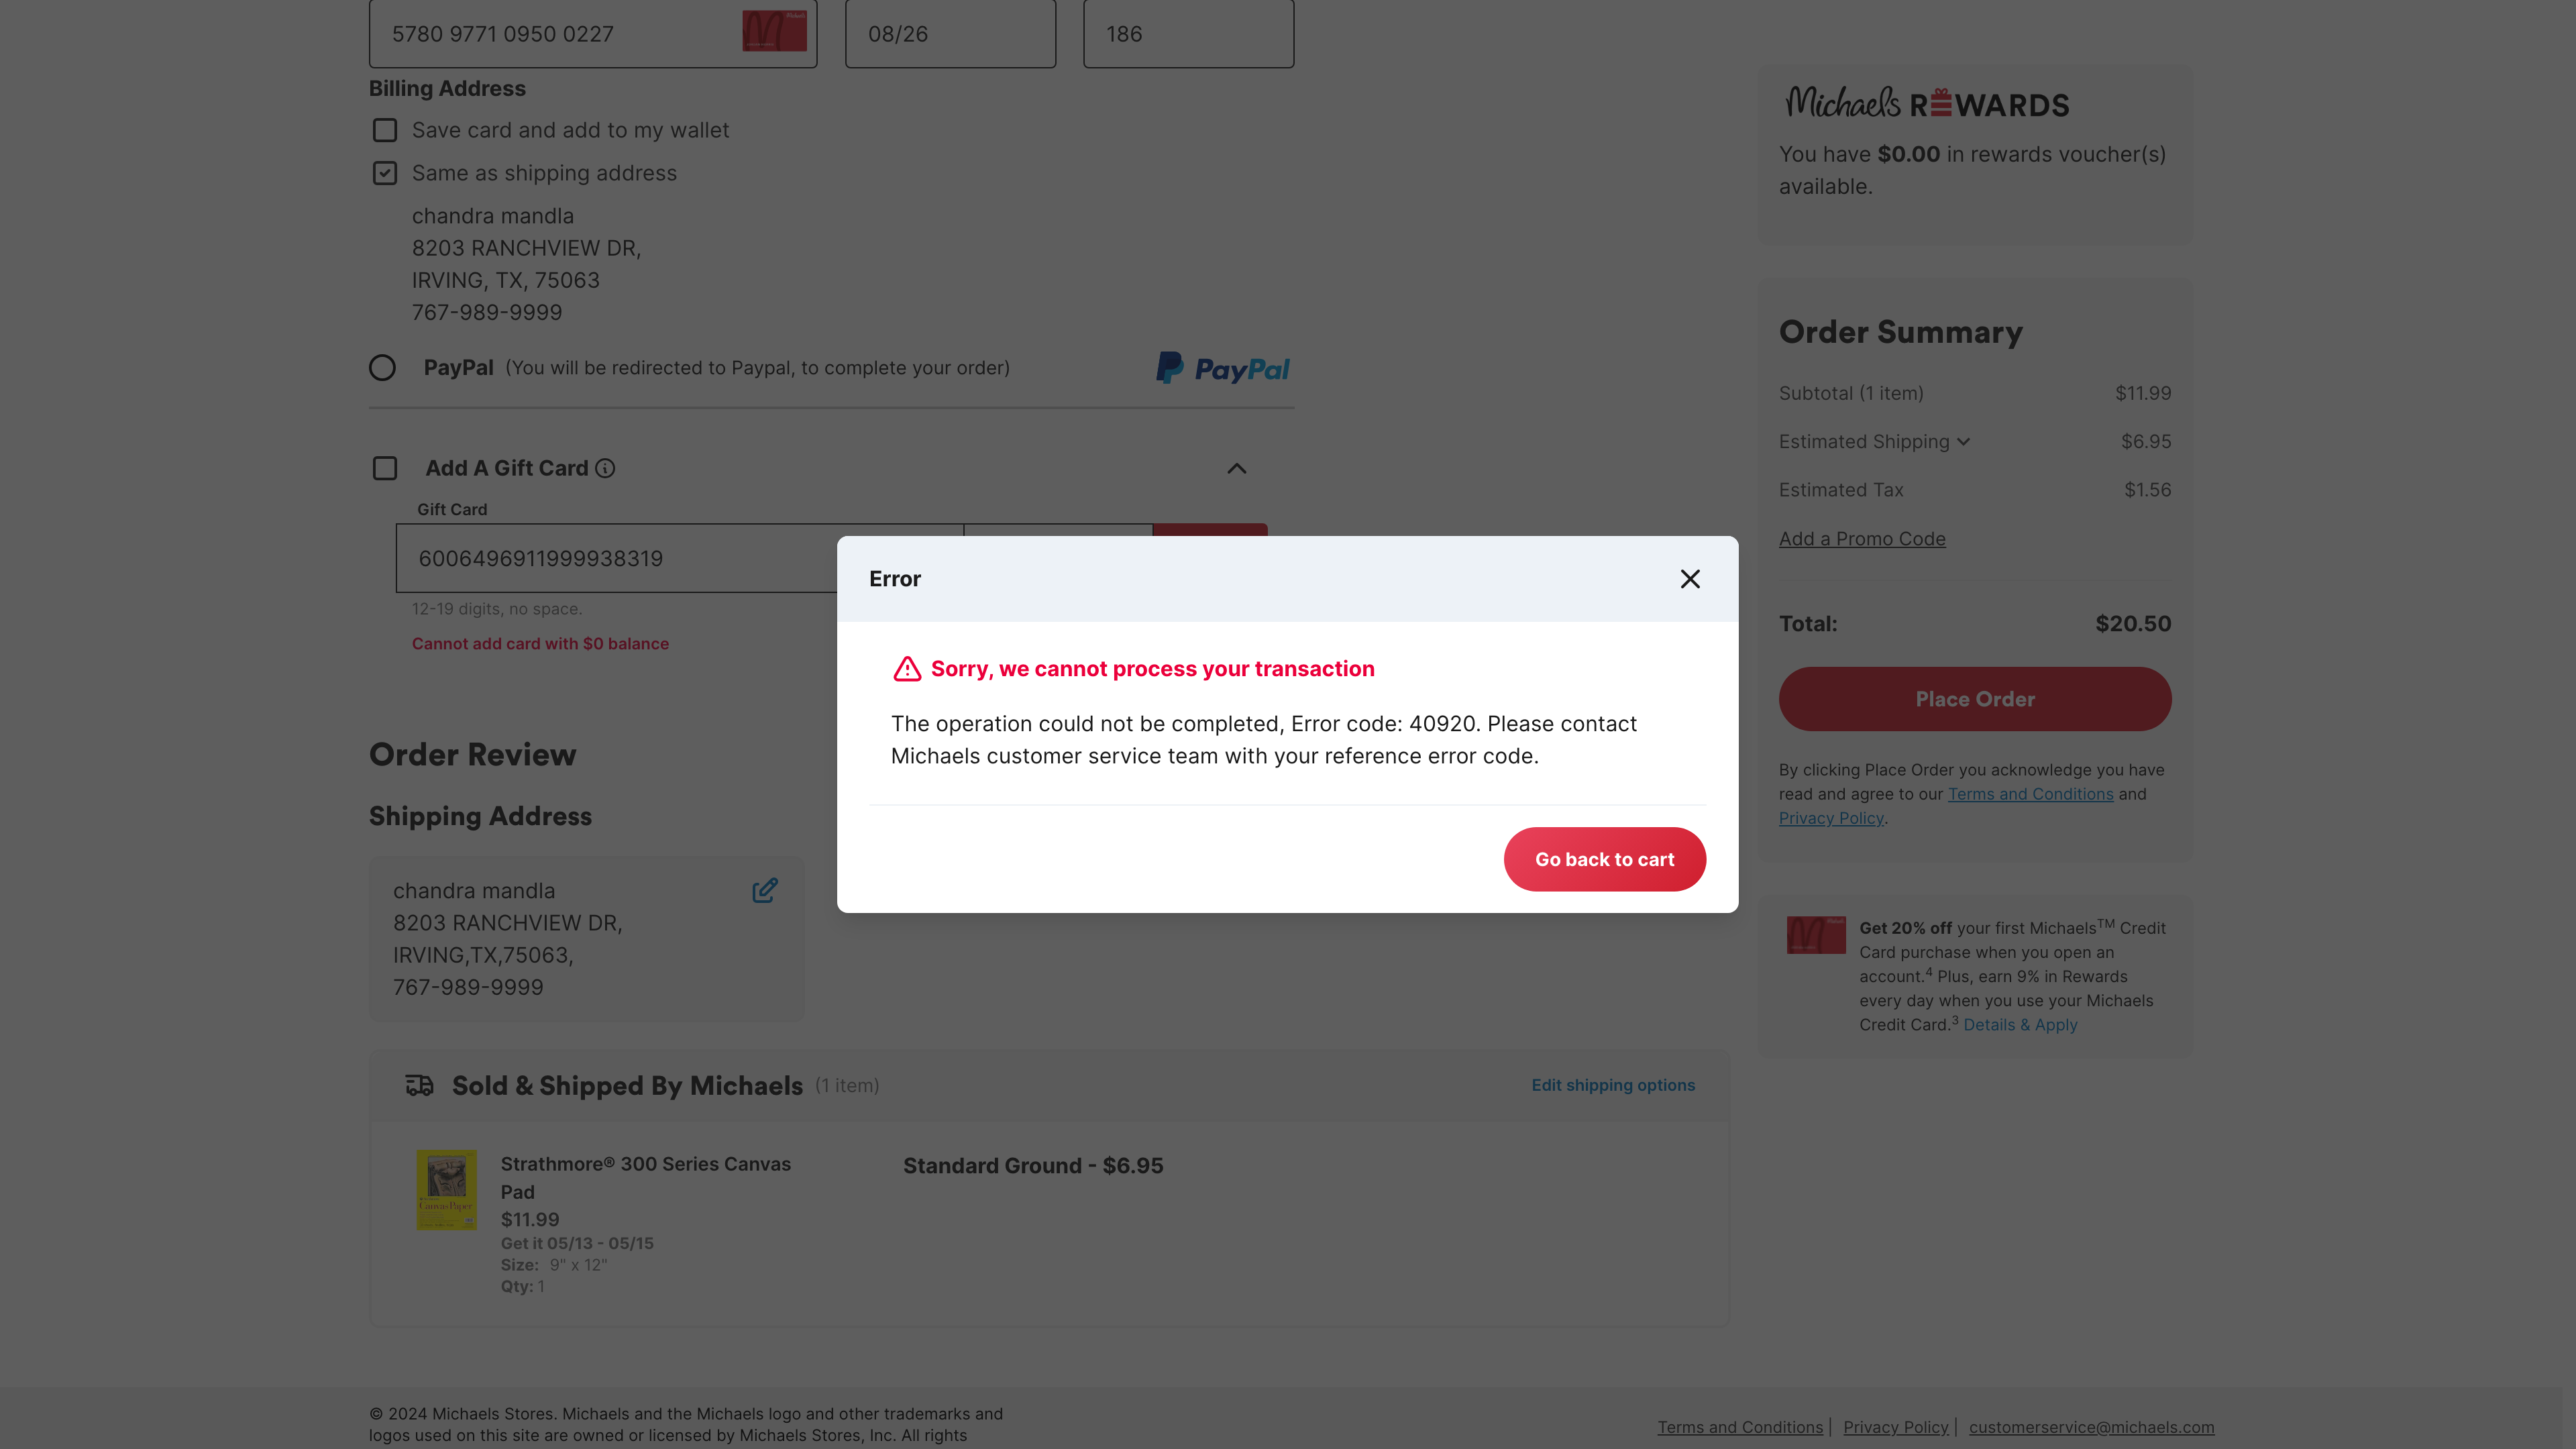 5780 9771 0950 0227
08/26
186
Billing Address
Save card and add to my wallet
Same as shipping address
chandra mandla
8203 RANCHVIEW DR,
IRVING, TX, 75063
767-989-9999
PayPal (You will be redirected to Paypal, to complete your order)
PayPal
Add A Gift Card
Gift Card
6006496911999938319
12-19 digits, no space.
Cannot add card with $0 balance
Order Review
Shipping Address
chandra mandla
8203 RANCHVIEW DR,
IRVING,TX,75063,
767-989-9999
Sold & Shipped By Michaels (1 item)
Edit shipping options
Strathmore® 300 Series Canvas
Pad
$11.99
Get it 05/13 - 05/15
Size: 9" x 12"
Qty: 1
Canvas Paper
Standard Ground - $6.95
Error
Sorry, we cannot process your transaction
The operation could not be completed, Error code: 40920. Please contact
Michaels customer service team with your reference error code.
Go back to cart
Michaels REWARDS
You have $0.00 in rewards voucher(s)
available.
Order Summary
Subtotal (1 item) $11.99
Estimated Shipping $6.95
Estimated Tax $1.56
Add a Promo Code
Total: $20.50
Place Order
By clicking Place Order you acknowledge you have
read and agree to our Terms and Conditions and
Privacy Policy.
Get 20% off your first Michaels™ Credit
Card purchase when you open an
account.⁴ Plus, earn 9% in Rewards
every day when you use your Michaels
Credit Card.³ Details & Apply
© 2024 Michaels Stores. Michaels and the Michaels logo and other trademarks and
logos used on this site are owned or licensed by Michaels Stores, Inc. All rights
Terms and Conditions | Privacy Policy | customerservice@michaels.com